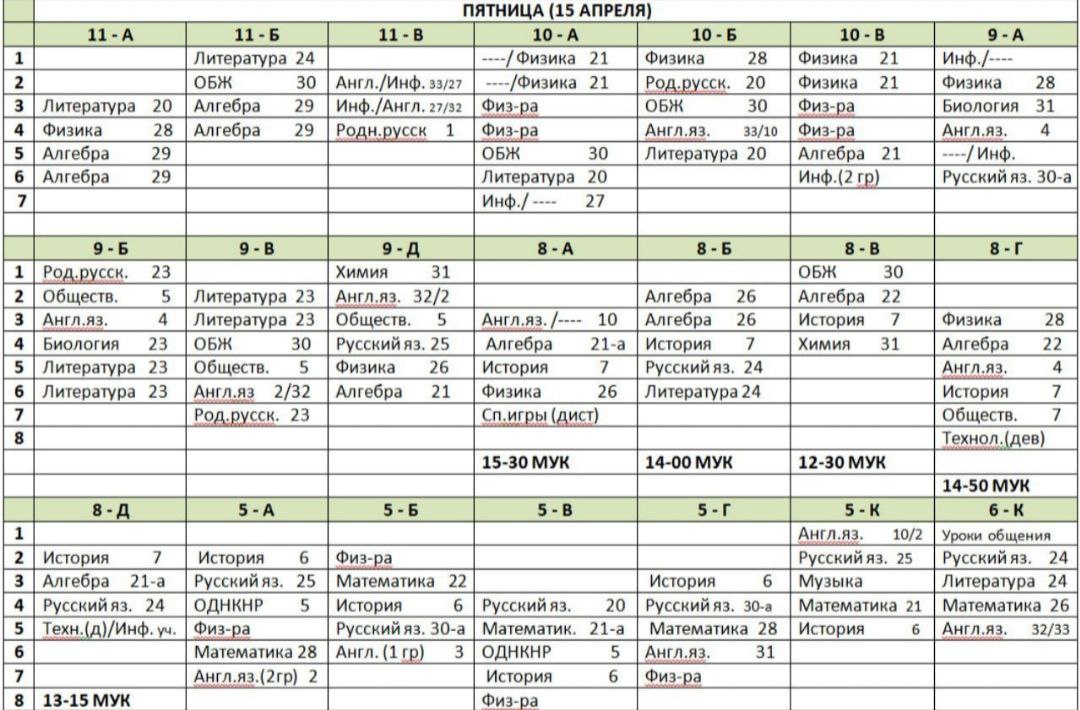 ПЯТНИЦА (15 АПРЕЛЯ)
11 - А 11 - Б 11 - В 10 - А 10 - Б 10 - В 9 - А
1 Литература 24 ----/ Физика 21 Физика 28 Физика 21 Инф./----
2 ОБЖ 30 Англ./Инф. 33/27 ----/Физика 21 Род.русск. 20 Физика 21 Физика 28
3 Литература 20 Алгебра 29 Инф./Англ. 27/32 Физ-ра ОБЖ 30 Физ-ра Биология 31
4 Физика 28 Алгебра 29 Родн.русск 1 Физ-ра Англ.яз. 33/10 Физ-ра Англ.яз. 4
5 Алгебра 29 ОБЖ 30 Литература 20 Алгебра 21 ----/ Инф.
6 Алгебра 29 Литература 20 Инф.(2 гр) Русский яз. 30-а
7 Инф./ ---- 27
9 - Б 9 - В 9 - Д 8 - А 8 - Б 8 - В 8 - Г
1 Род.русск. 23 Химия 31 ОБЖ 30
2 Обществ. 5 Литература 23 Англ.яз. 32/2 Алгебра 26 Алгебра 22
3 Англ.яз. 4 Литература 23 Обществ. 5 Англ.яз. /---- 10 Алгебра 26 История 7 Физика 28
4 Биология 23 ОБЖ 30 Русский яз. 25 Алгебра 21-а История 7 Химия 31 Алгебра 22
5 Литература 23 Обществ. 5 Физика 26 История 7 Русский яз. 24 Англ.яз. 4
6 Литература 23 Англ.яз 2/32 Алгебра 21 Физика 26 Литература 24 История 7
7 Род.русск. 23 Сп.игры (дист) Обществ. 7
8 Технол.(дев)
15-30 МУК 14-00 МУК 12-30 МУК
14-50 МУК
8 - Д 5 - А 5 - Б 5 - В 5 - Г 5 - К 6 - К
1 Англ.яз. 10/2 Уроки общения
2 История 7 История 6 Физ-ра Русский яз. 25 Русский яз. 24
3 Алгебра 21-а Русский яз. 25 Математика 22 История 6 Музыка Литература 24
4 Русский яз. 24 ОДНКНР 5 История 6 Русский яз. 20 Русский яз. 30-а Математика 21 Математика 26
5 Техн.(д)/Инф. уч. Физ-ра Русский яз. 30-а Математик. 21-а Математика 28 История 6 Англ.яз. 32/33
6 Математика 28 Англ. (1 гр) 3 ОДНКНР 5 Англ.яз. 31
7 Англ.яз.(2гр) 2 История 6 Физ-ра
8 13-15 МУК Физ-ра